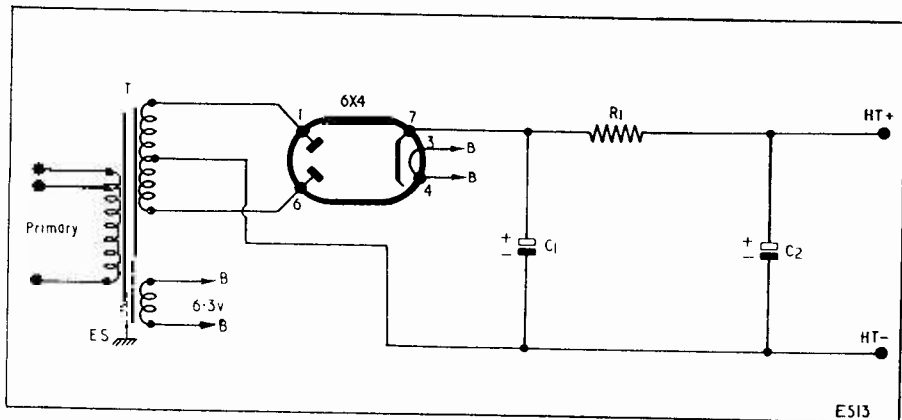 T
6X4
1
7
R1
HT+
3
B
B
4
6
Primary
+
-
C1
+
-
C2
B
6·3v
B
ES
HT-
E513